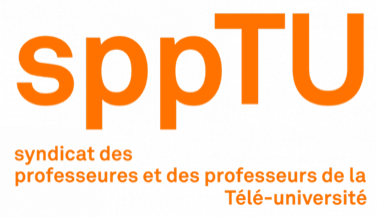 sppTU
syndicat des
professeures et des professeurs de la
Télé-université